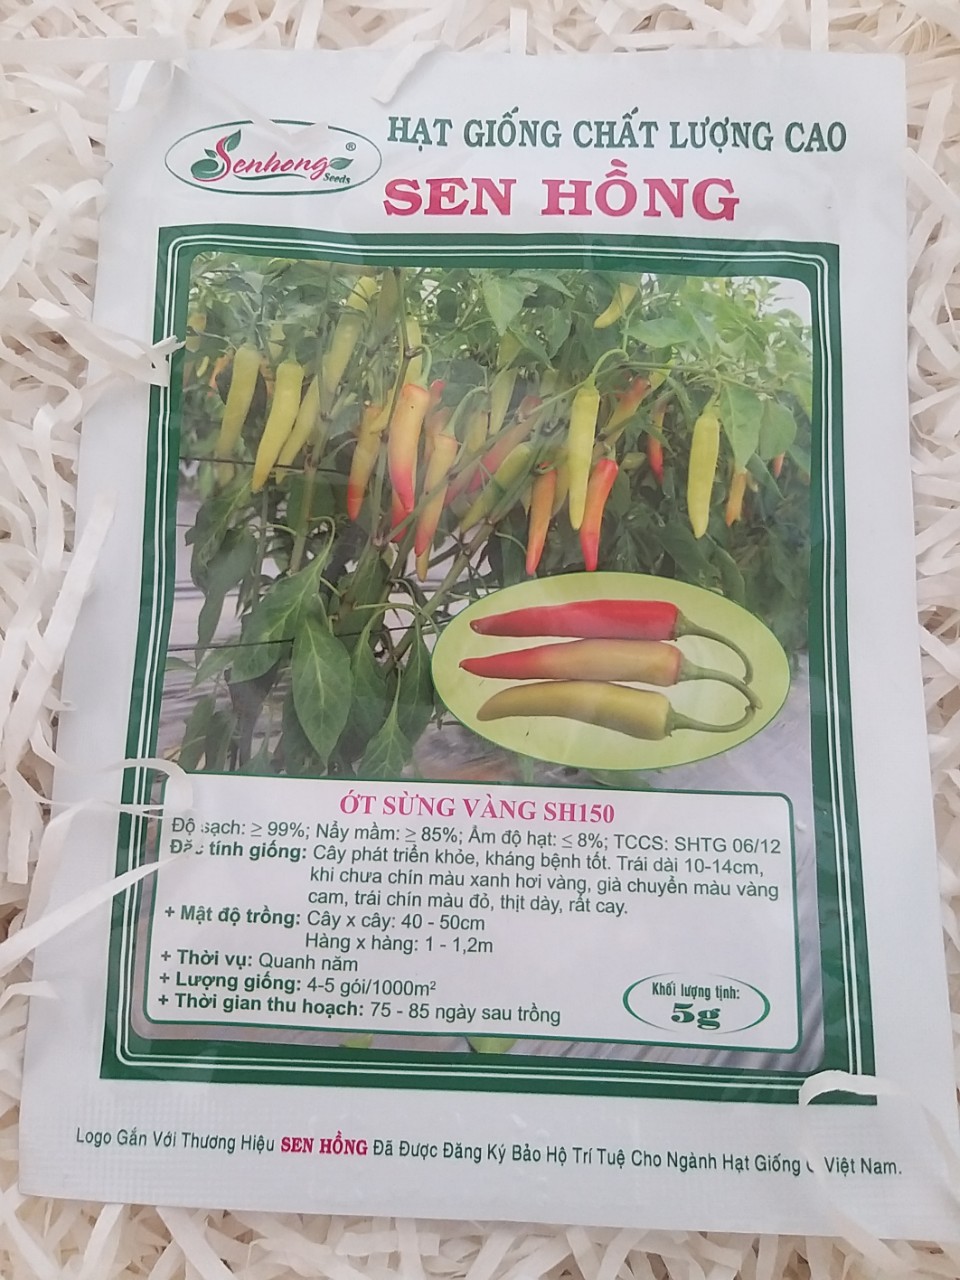 Senhong®
Seeds
HẠT GIỐNG CHẤT LƯỢNG CAO
SEN HỒNG
ỚT SỪNG VÀNG SH150
Độ sạch: ≥ 99%; Nẩy mầm: ≥ 85%; Ẩm độ hạt: ≤ 8%; TCCS: SHTG 06/12
Đặc tính giống: Cây phát triển khỏe, kháng bệnh tốt. Trái dài 10-14cm,
khi chưa chín màu xanh hơi vàng, già chuyển màu vàng
cam, trái chín màu đỏ, thịt dày, rất cay.
+ Mật độ trồng: Cây x cây: 40 - 50cm
Hàng x hàng: 1 - 1,2m
+ Thời vụ: Quanh năm
+ Lượng giống: 4-5 gói/1000m²
+ Thời gian thu hoạch: 75 - 85 ngày sau trồng
Khối lượng tịnh:
5g
Logo Gắn Với Thương Hiệu SEN HỒNG Đã Được Đăng Ký Bảo Hộ Trí Tuệ Cho Ngành Hạt Giống Việt Nam.